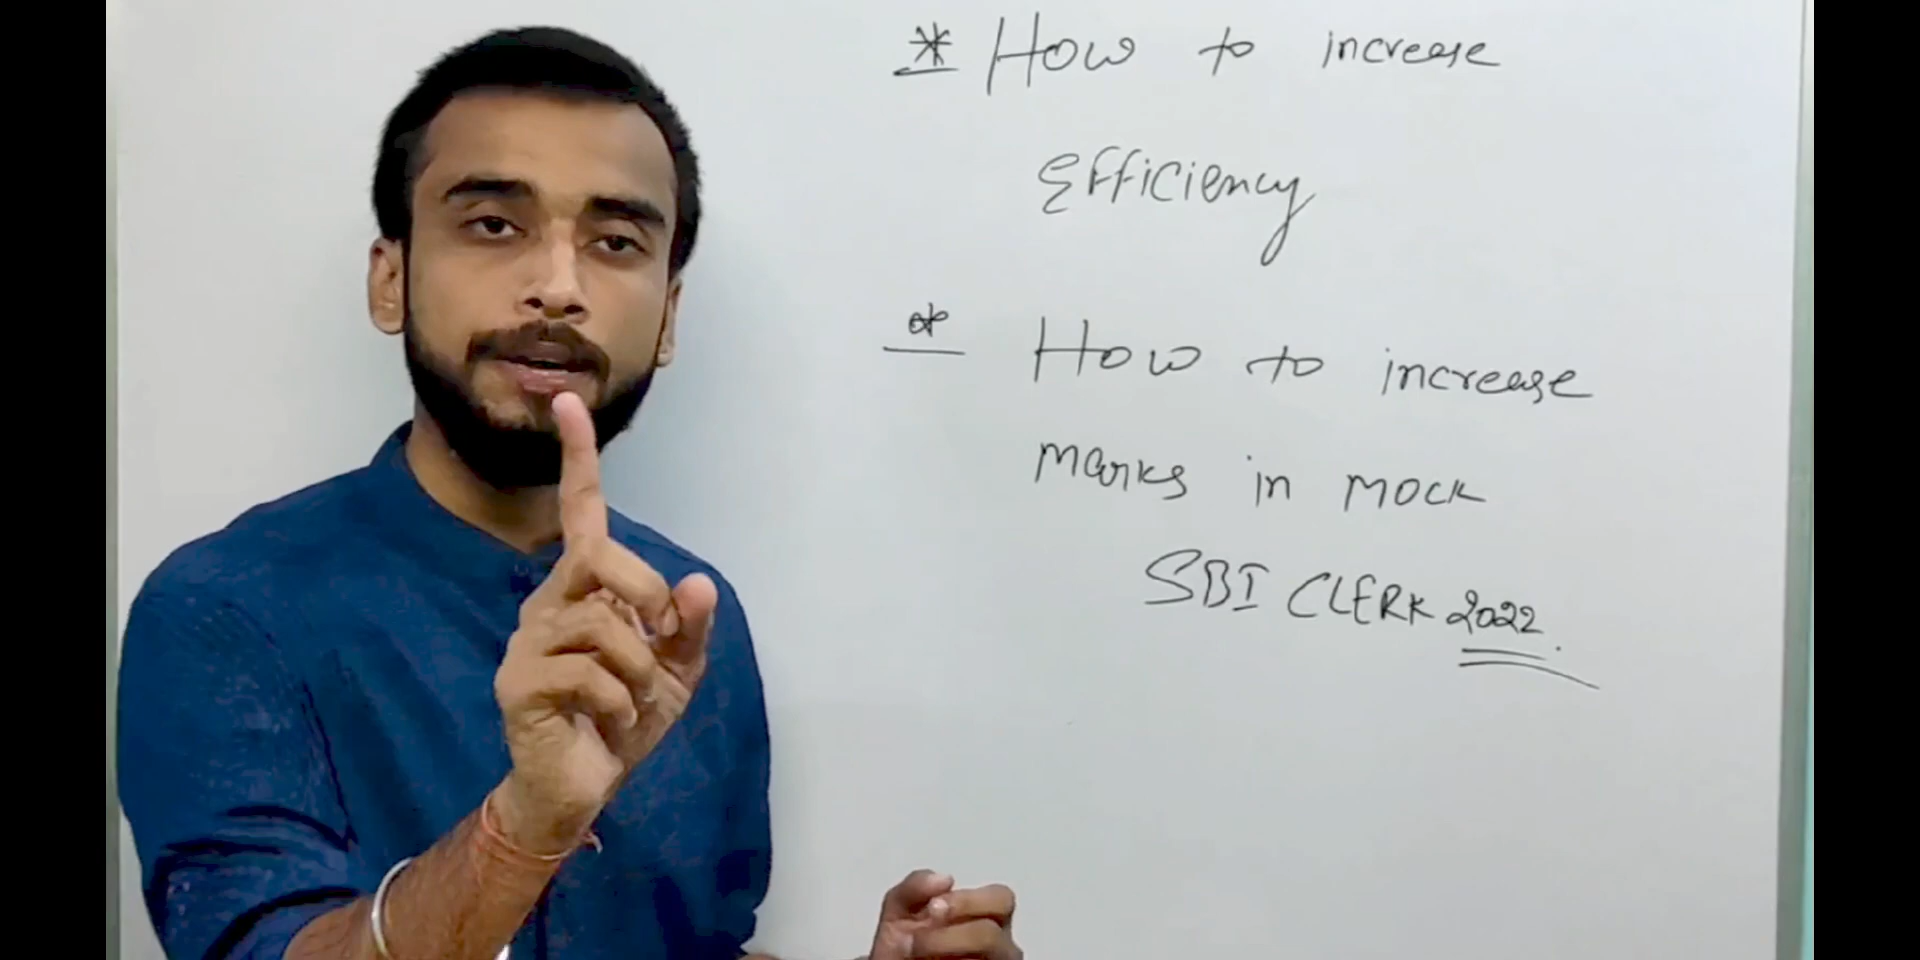 * How to increase
Efficiency
* How to increase
marks in mock
SBI CLERK 2022.